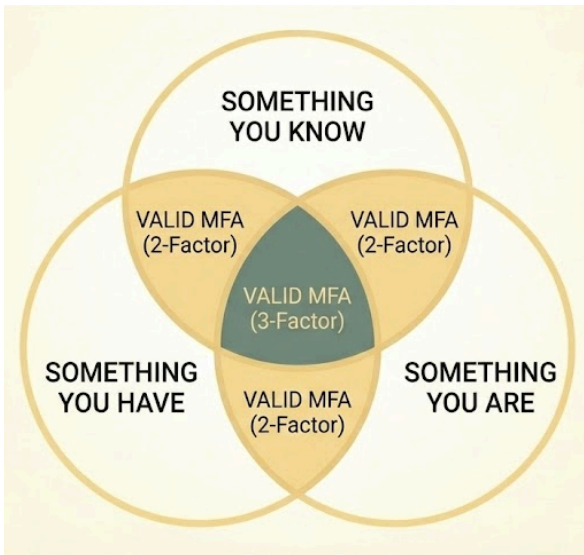 SOMETHING
YOU KNOW
VALID MFA
(2-Factor)
VALID MFA
(2-Factor)
VALID MFA
(3-Factor)
SOMETHING
YOU HAVE
SOMETHING
YOU ARE
VALID MFA
(2-Factor)